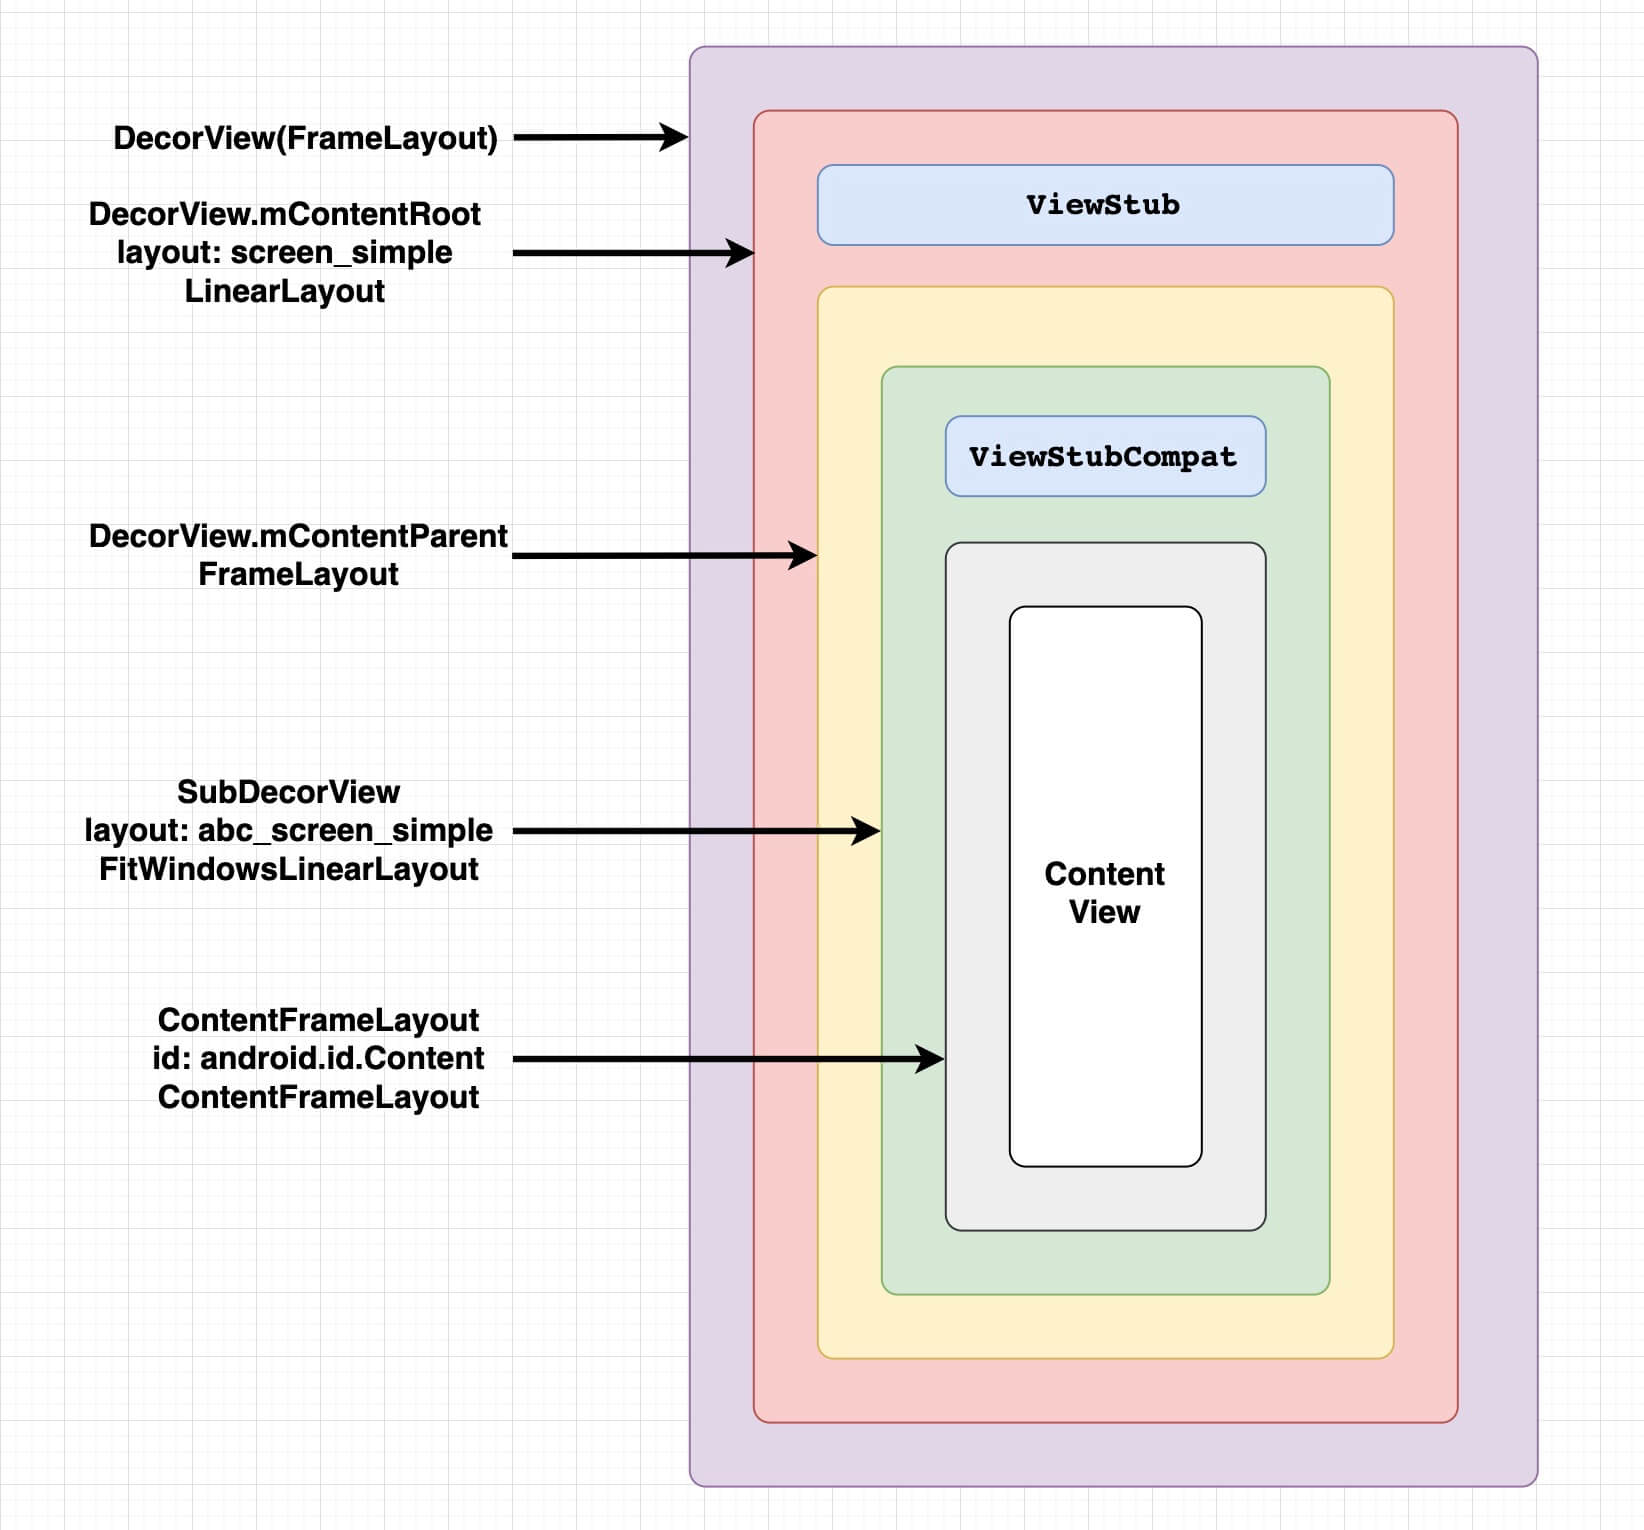 DecorView(FrameLayout)
DecorView.mContentRoot
layout: screen_simple
LinearLayout
ViewStub
ViewStubCompat
DecorView.mContentParent
FrameLayout
SubDecorView
layout: abc_screen_simple
FitWindowsLinearLayout
Content
View
ContentFrameLayout
id: android.id.Content
ContentFrameLayout